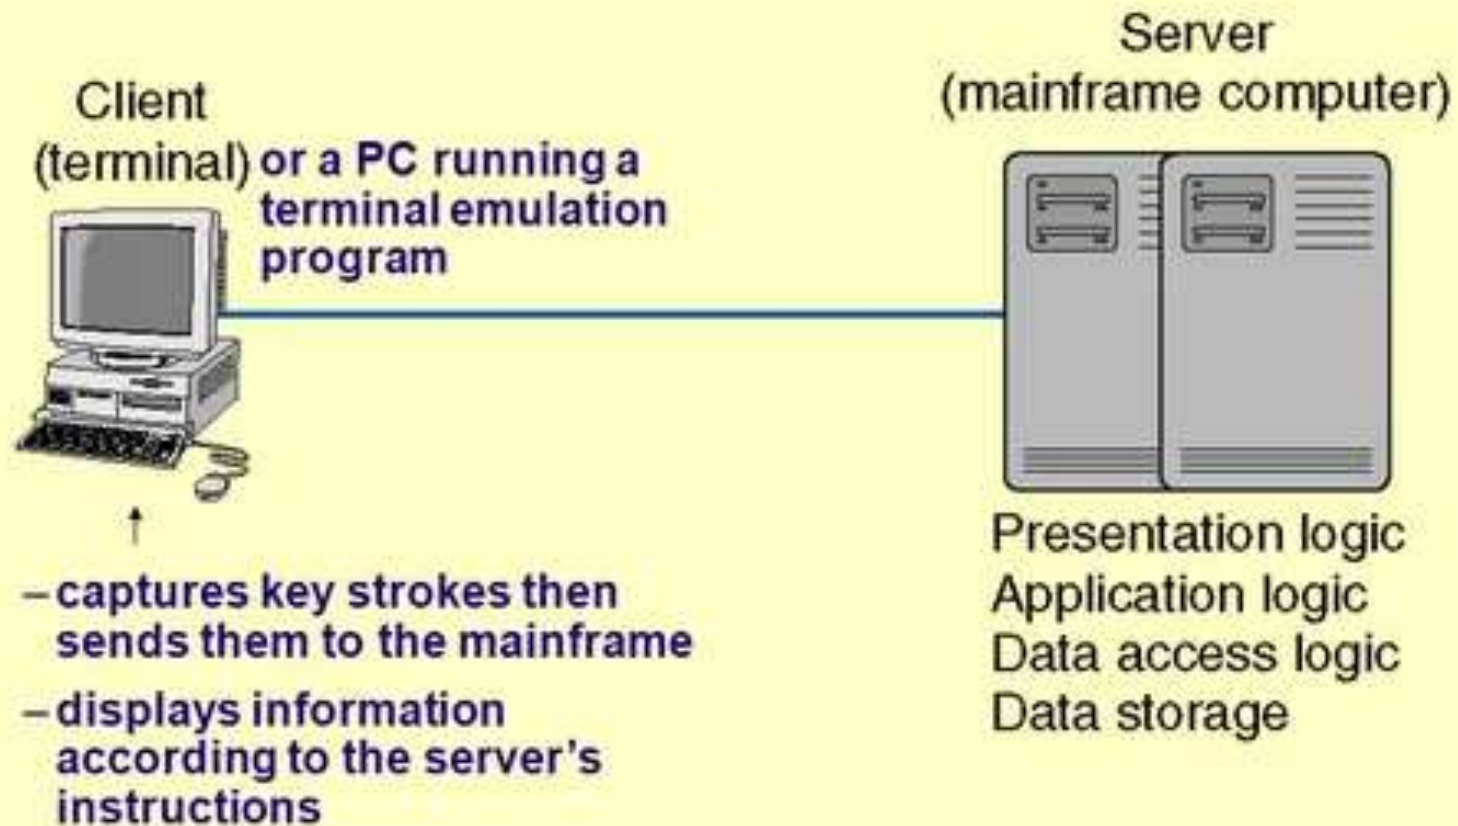 Client
(terminal) or a PC running a
terminal emulation
program
Server
(mainframe computer)
– captures key strokes then
sends them to the mainframe
– displays information
according to the server's
instructions
Presentation logic
Application logic
Data access logic
Data storage